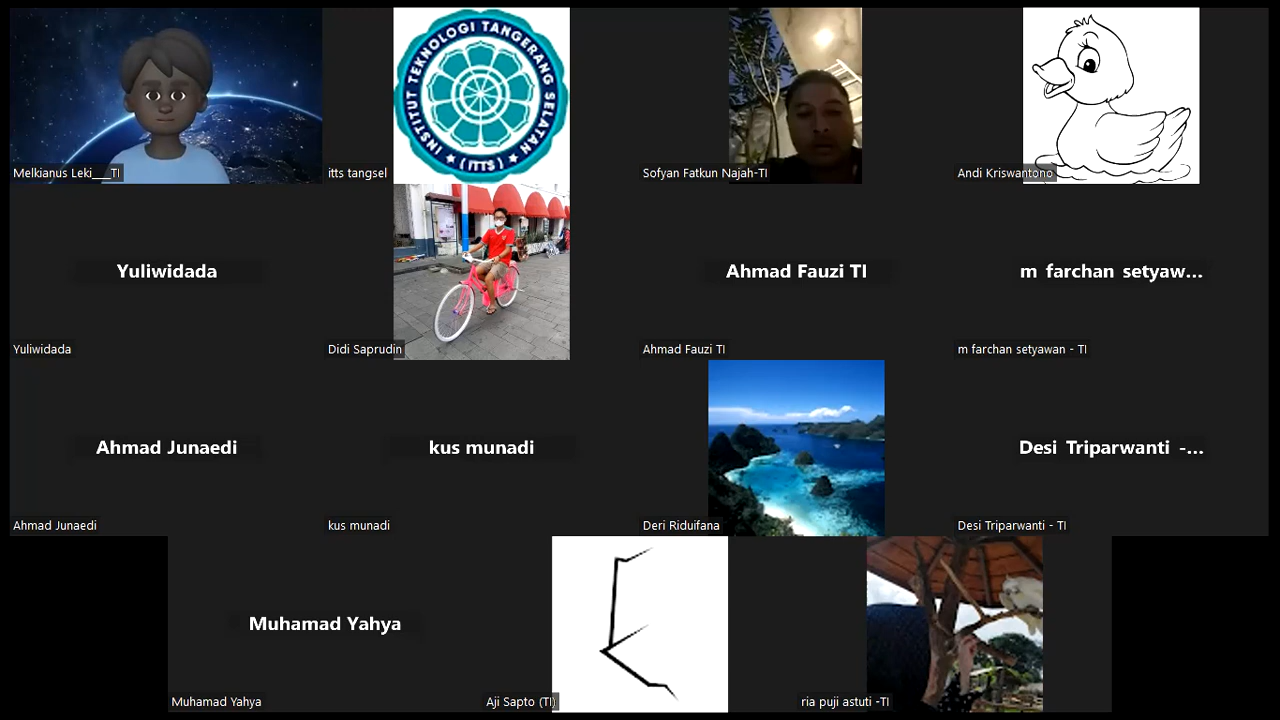 INSTITUT TEKNOLOGI TANGERANG SELATAN
★ (ITTS) ★
Melkianus Leki___TI
itts tangsel
Sofyan Fatkun Najah-TI
Andi Kriswantono
Yuliwidada
Ahmad Fauzi TI
m farchan setyaw...
Yuliwidada
Didi Saprudin
Ahmad Fauzi TI
m farchan setyawan - TI
Ahmad Junaedi
kus munadi
Desi Triparwanti -...
Ahmad Junaedi
kus munadi
Deri Riduifana
Desi Triparwanti - TI
Muhamad Yahya
Muhamad Yahya
Aji Sapto (TI)
ria puji astuti -TI